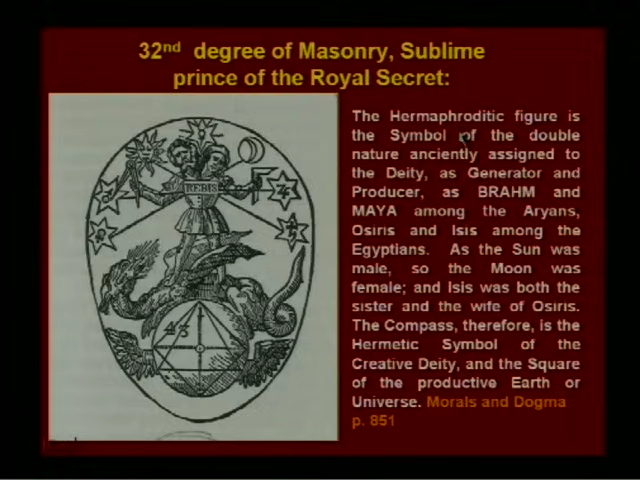 32nd degree of Masonry, Sublime
prince of the Royal Secret:
REBIS
The Hermaphroditic figure is
the Symbol of the double
nature anciently assigned to
the Deity, as Generator and
Producer, as BRAHM and
MAYA among the Aryans,
Osiris and Isis among the
Egyptians. As the Sun was
male, so the Moon was
female; and Isis was both the
sister and the wife of Osiris.
The Compass, therefore, is the
Hermetic Symbol of the
Creative Deity, and the Square
of the productive Earth or
Universe. Morals and Dogma
p. 851
4 3